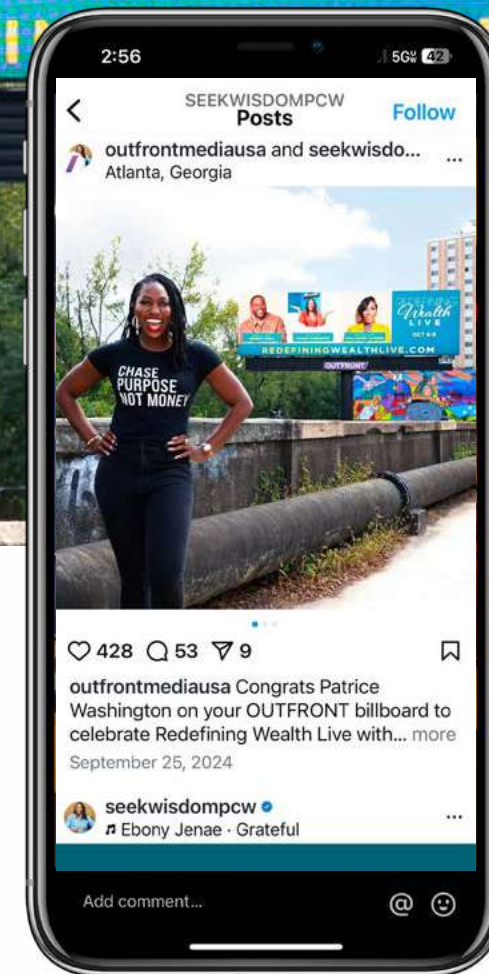 2:56
5G 42
SEEKWISDOMPCW
Posts
Follow
outfrontmediausa and seekwisdo...
Atlanta, Georgia
CHASE
PURPOSE
NOT MONEY
REDEFINING
Wealth
LIVE
OCT
REDEFININGWEALTHLIVE.COM
OUTFRONT/
428 53 9
outfrontmediausa Congrats Patrice
Washington on your OUTFRONT billboard to
celebrate Redefining Wealth Live with... more
September 25, 2024
seekwisdompcw
Ebony Jenae · Grateful
Add comment...
@